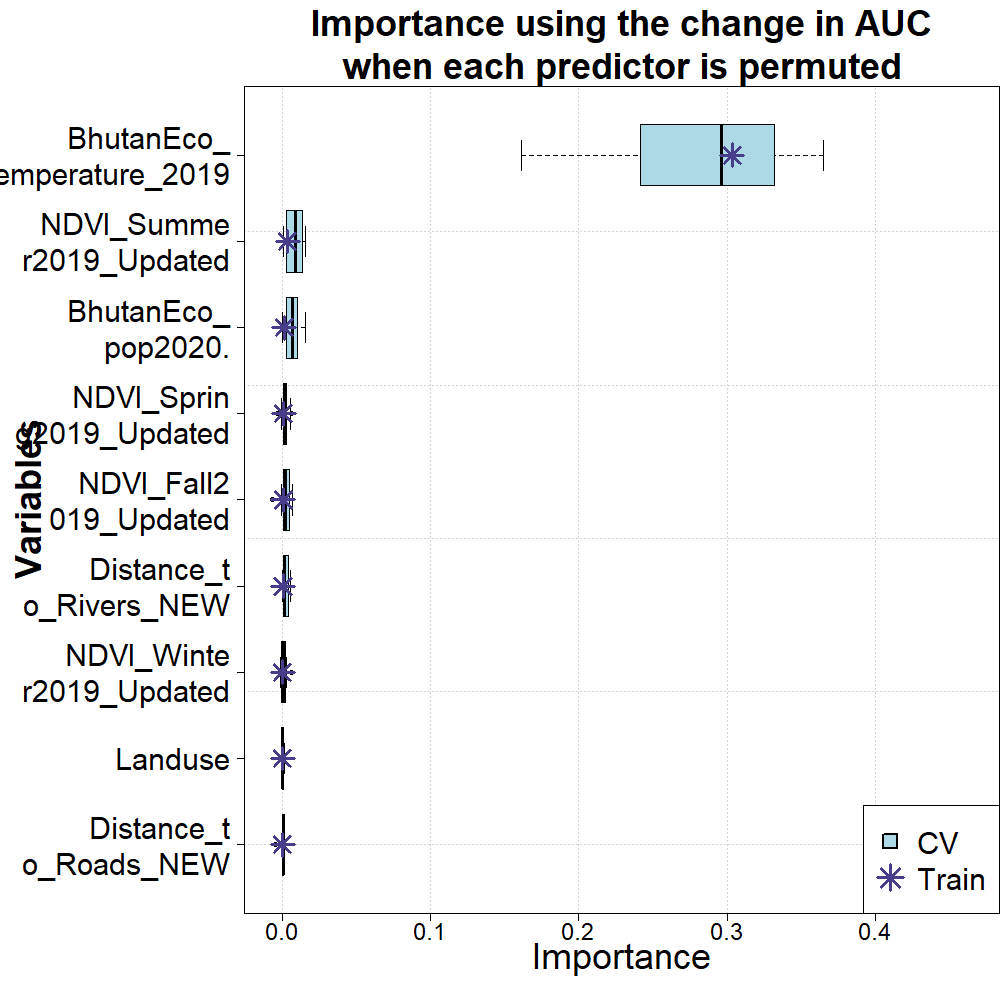 Importance using the change in AUC
when each predictor is permuted
BhutanEco_
emperature_2019
NDVI_Summe
r2019_Updated
BhutanEco_
pop2020.
NDVI_Sprin
g2019_Updated
NDVI_Fall2
019_Updated
Distance_t
o_Rivers_NEW
NDVI_Winte
r2019_Updated
Landuse
Distance_t
o_Roads_NEW
Variables
CV
Train
0.0 0.1 0.2 0.3 0.4
Importance